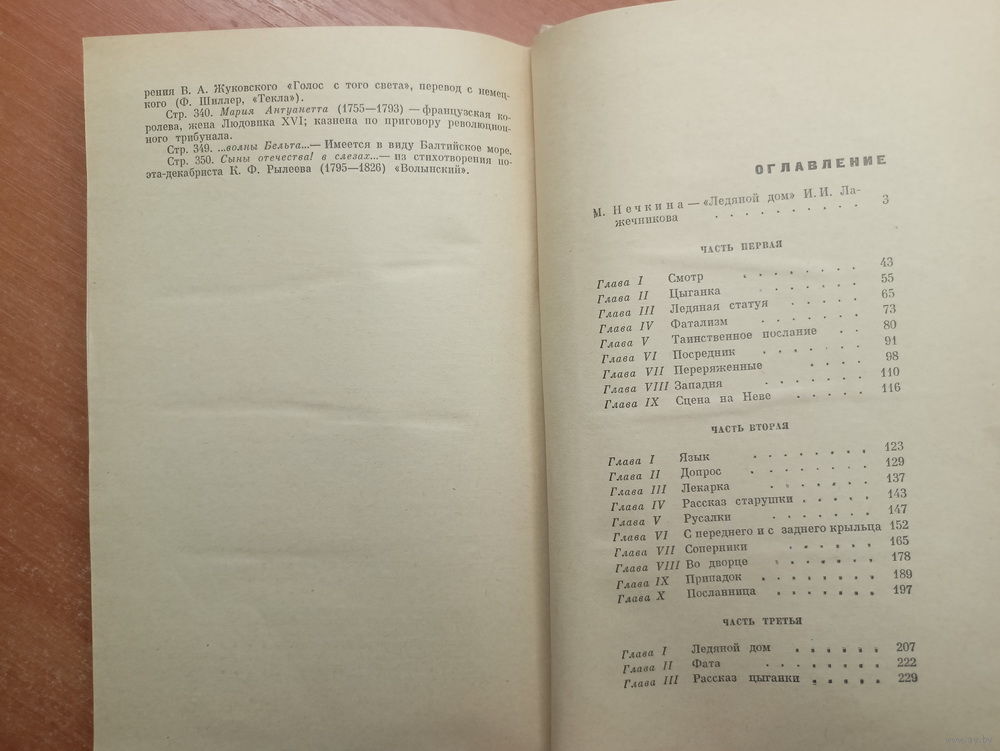 рения В. А. Жуковского «Голос с того света», перевод с немец-
кого (Ф. Шиллер, «Текла»).
Стр. 340. Мария Антуанетта (1755—1793) — французская ко-
ролева, жена Людовика XVI; казнена по приговору революцион-
ного трибунала.
Стр. 349. ...волны Бельта...— Имеется в виду Балтийское море.
Стр. 350. Сыны отечества! в слезах...— из стихотворения по-
эта-декабриста К. Ф. Рылеева (1795—1826) «Волынский».
ОГЛАВЛЕНИЕ
М. Нечкина — «Ледяной дом» И. И. Ла-
жечникова . . . . . . . . . . 3
ЧАСТЬ ПЕРВАЯ
Глава I Смотр . . . . . . . . 43
Глава II Цыганка . . . . . . . 55
Глава III Ледяная статуя . . . . . 65
Глава IV Фатализм . . . . . . . 73
Глава V Таинственное послание . . 80
Глава VI Посредник . . . . . . . 91
Глава VII Переряженные . . . . 98
Глава VIII Западня . . . . . . . 110
Глава IX Сцена на Неве . . . . . 116
ЧАСТЬ ВТОРАЯ
Глава I Язык . . . . . . . . 123
Глава II Допрос . . . . . . . 129
Глава III Лекарка . . . . . . . 137
Глава IV Рассказ старушки . . . . . 143
Глава V Русалки . . . . . . . 147
Глава VI С переднего и с заднего крыльца 152
Глава VII Соперники . . . . . . 165
Глава VIII Во дворце . . . . . . . 178
Глава IX Припадок . . . . . . . 189
Глава X Посланница . . . . . . 197
ЧАСТЬ ТРЕТЬЯ
Глава I Ледяной дом . . . . . . 207
Глава II Фата . . . . . . . 222
Глава III Рассказ цыганки . . . . . 229